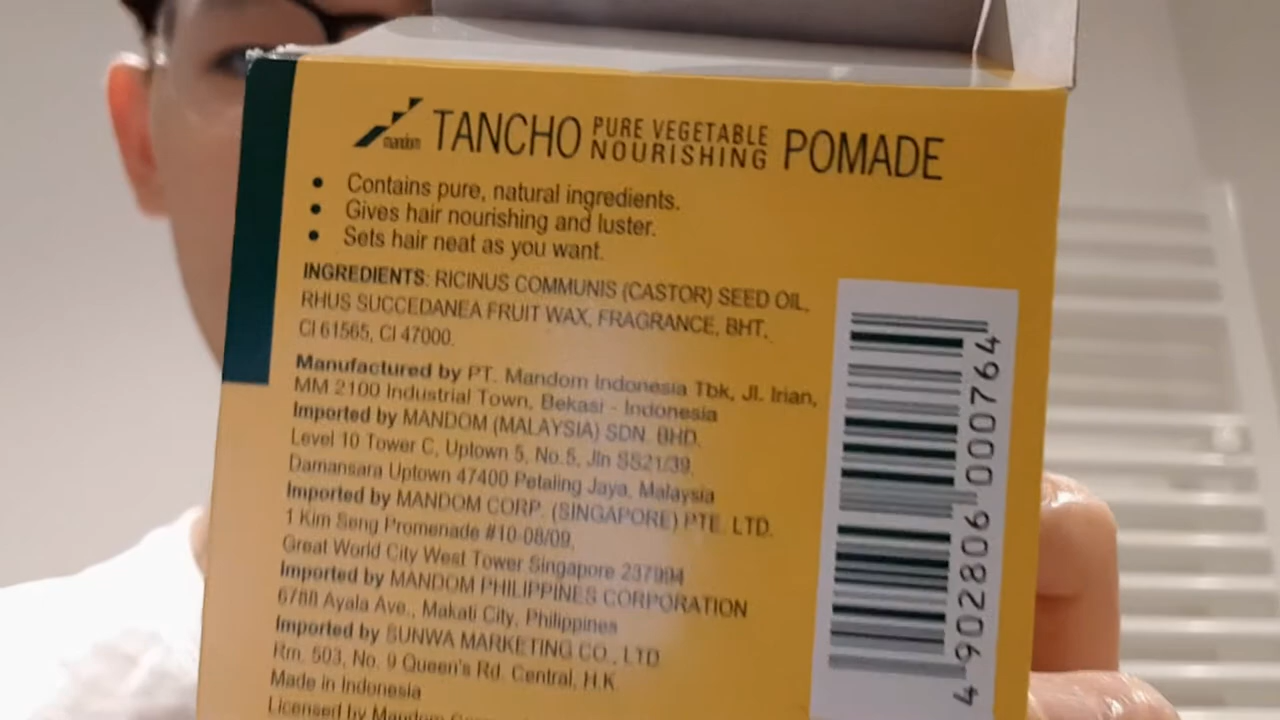 mandom TANCHO PURE VEGETABLE NOURISHING POMADE
• Contains pure, natural ingredients.
• Gives hair nourishing and luster.
• Sets hair neat as you want.
INGREDIENTS: RICINUS COMMUNIS (CASTOR) SEED OIL,
RHUS SUCCEDANEA FRUIT WAX, FRAGRANCE, BHT,
CI 61565, CI 47000.
Manufactured by PT. Mandom Indonesia Tbk, Jl. Irian,
MM 2100 Industrial Town, Bekasi - Indonesia
Imported by MANDOM (MALAYSIA) SDN. BHD.
Level 10 Tower C, Uptown 5, No.5, Jln SS21/39,
Damansara Uptown 47400 Petaling Jaya, Malaysia
Imported by MANDOM CORP. (SINGAPORE) PTE. LTD.
1 Kim Seng Promenade #10-08/09,
Great World City West Tower Singapore 237994
Imported by MANDOM PHILIPPINES CORPORATION
6788 Ayala Ave., Makati City, Philippines
Imported by SUNWA MARKETING CO., LTD
Rm. 503, No. 9 Queen's Rd. Central, H.K.
Made in Indonesia
Licensed by Mandom
4 902806 000764